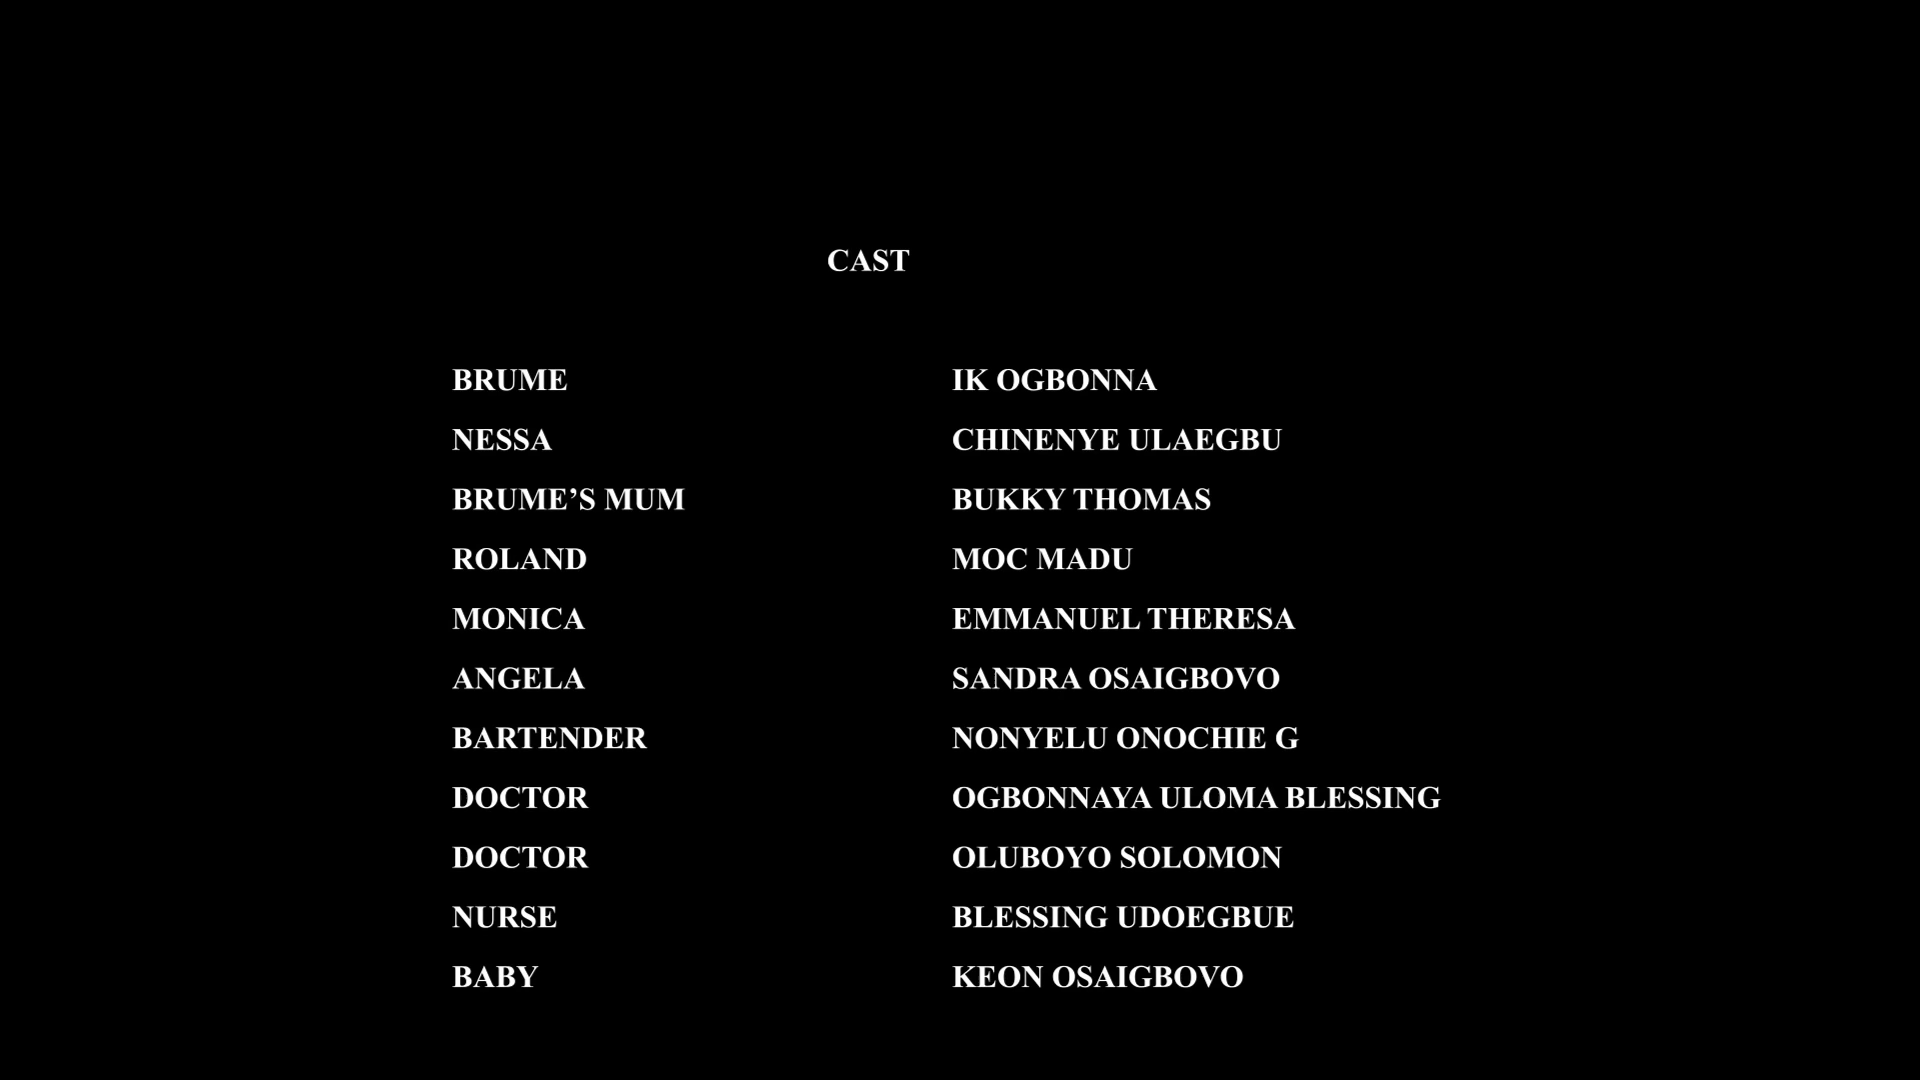 CAST
BRUME IK OGBONNA
NESSA CHINENYE ULAEGBU
BRUME’S MUM BUKKY THOMAS
ROLAND MOC MADU
MONICA EMMANUEL THERESA
ANGELA SANDRA OSAIGBOVO
BARTENDER NONYELU ONOCHIE G
DOCTOR OGBONNAYA ULOMA BLESSING
DOCTOR OLUBOYO SOLOMON
NURSE BLESSING UDOEGBUE
BABY KEON OSAIGBOVO